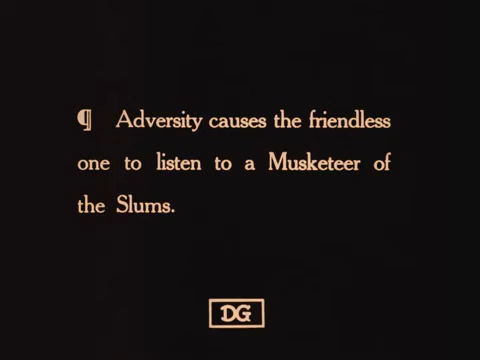 ¶ Adversity causes the friendless
one to listen to a Musketeer of
the Slums.
DG